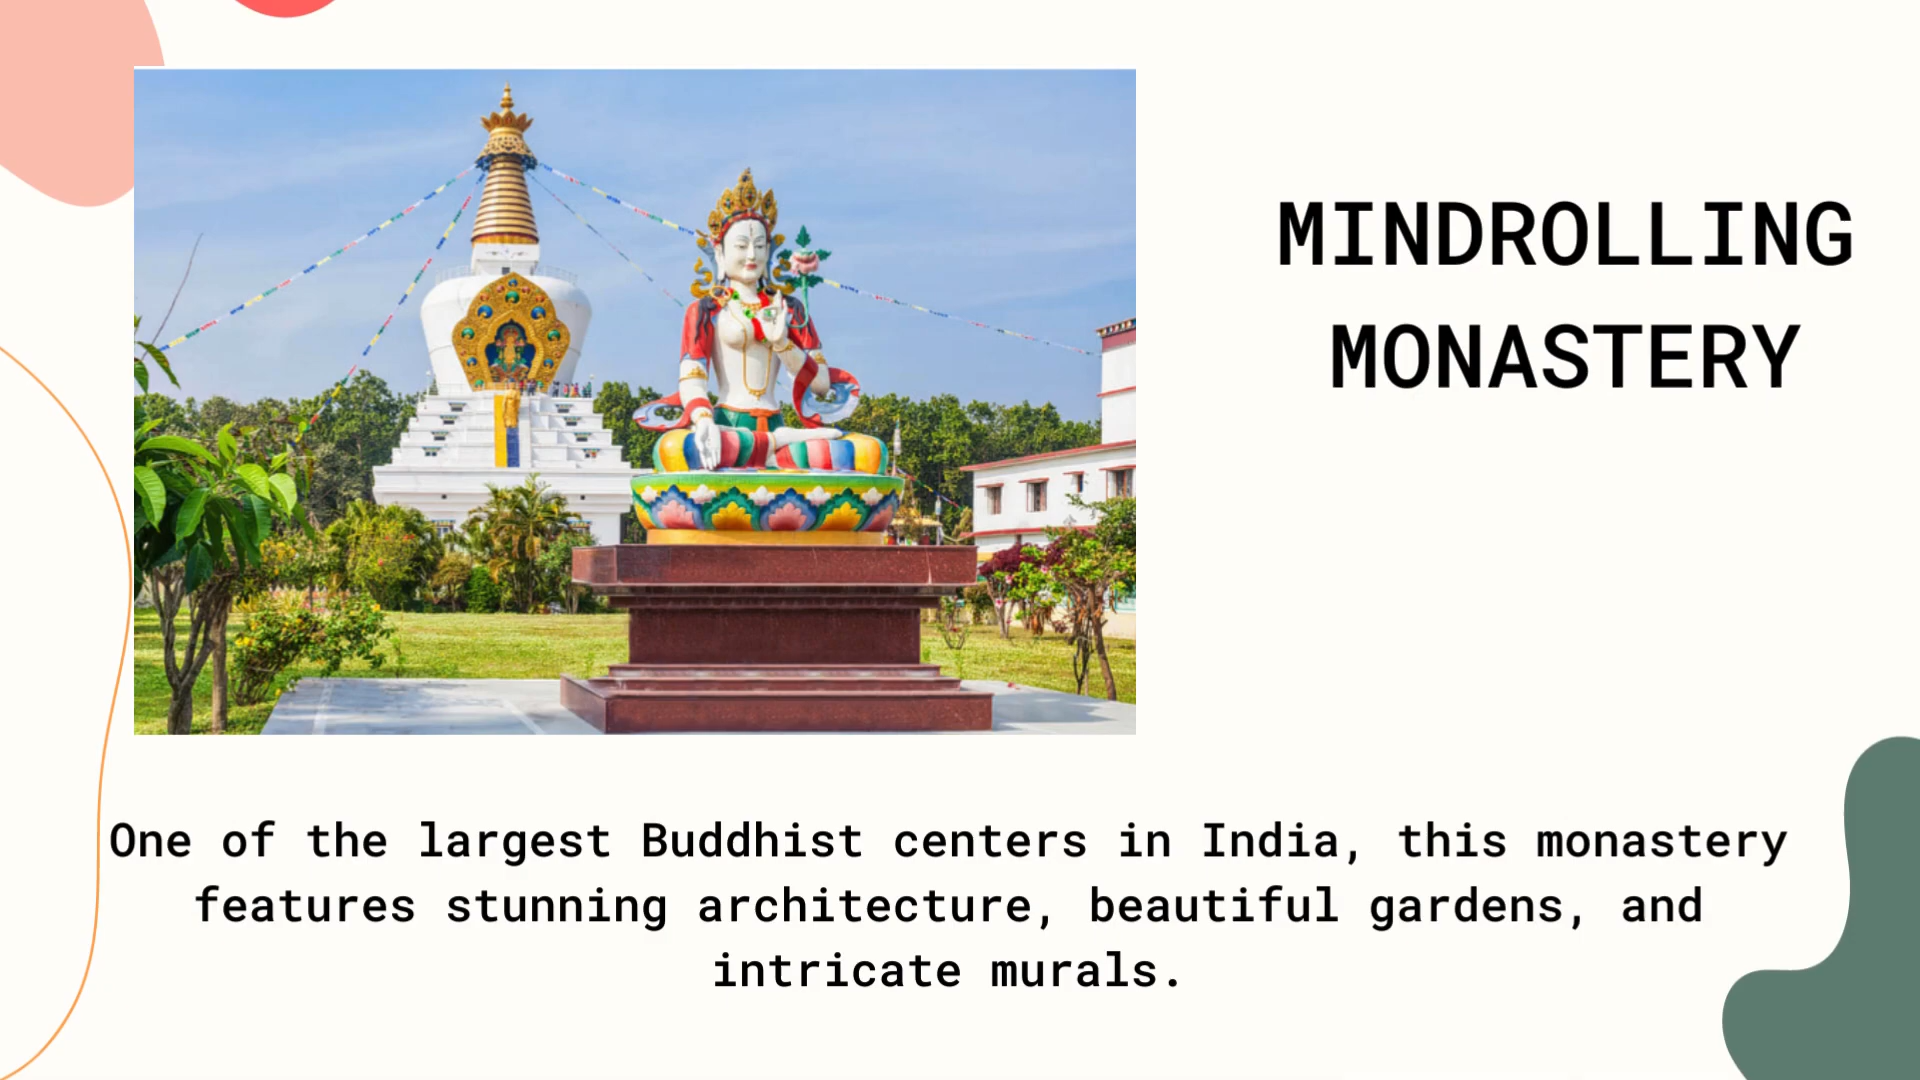 MINDROLLING
MONASTERY
One of the largest Buddhist centers in India, this monastery
features stunning architecture, beautiful gardens, and
intricate murals.